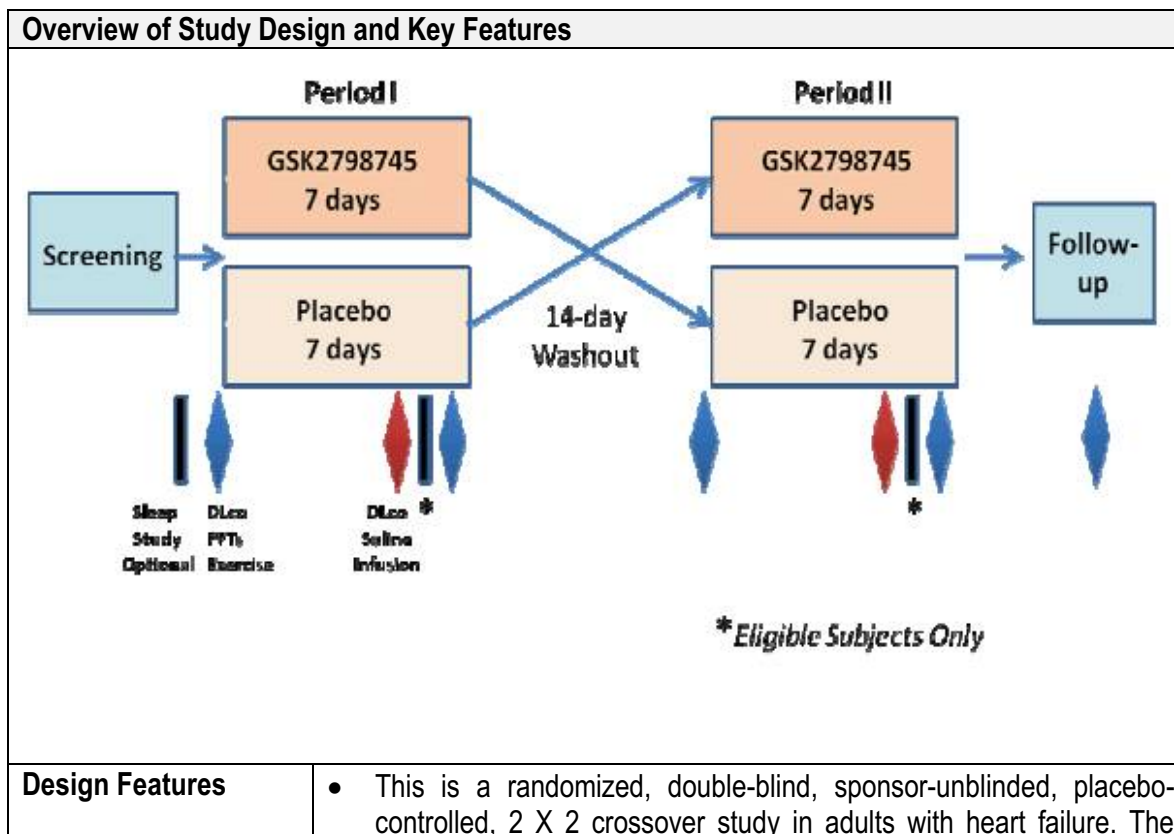 Overview of Study Design and Key Features
Period I
Period II
GSK2798745
7 days
GSK2798745
7 days
Screening
Follow-
up
Placebo
7 days
14-day
Washout
Placebo
7 days
Sleep
Study
Optional
DLco
PFTs
Exercise
DLco
Saline
Infusion
*
*
*Eligible Subjects Only
Design Features
• This is a randomized, double-blind, sponsor-unblinded, placebo-
controlled, 2 X 2 crossover study in adults with heart failure. The